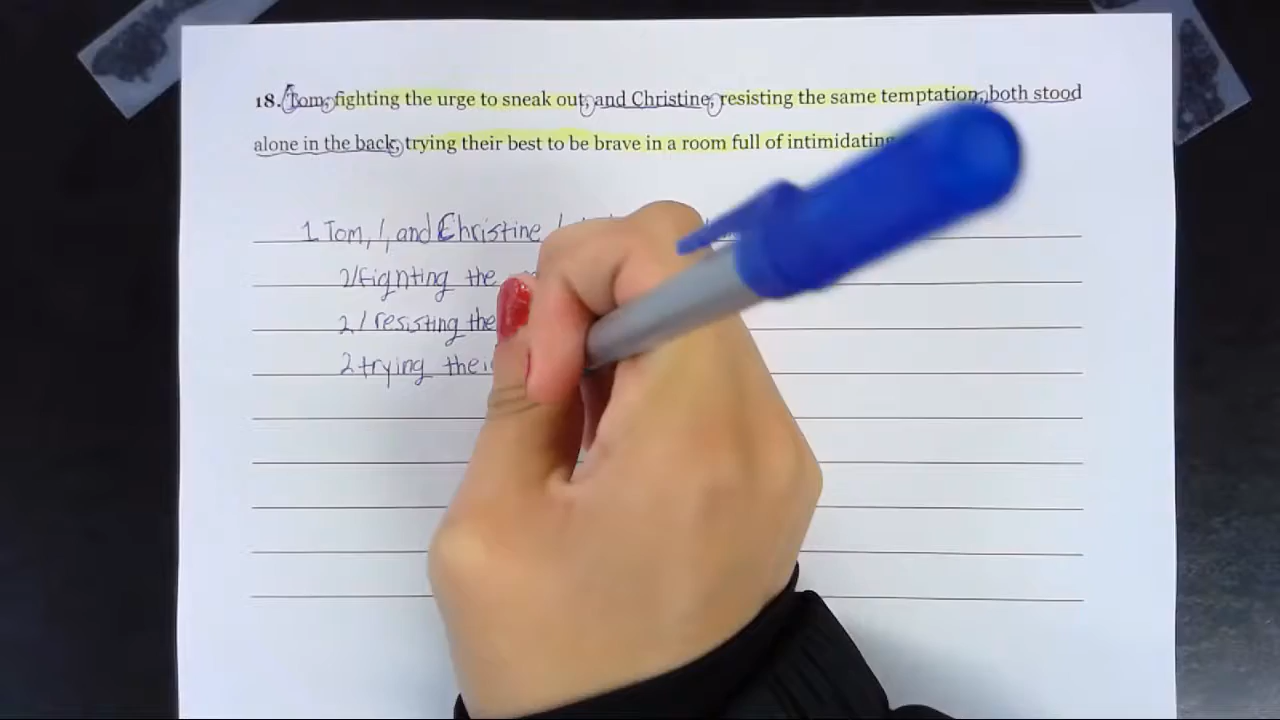 18. Tom, fighting the urge to sneak out, and Christine, resisting the same temptation, both stood
alone in the back, trying their best to be brave in a room full of intimidating
1 Tom, /, and Christine
2/fighting the
2 / resisting the
2 trying their